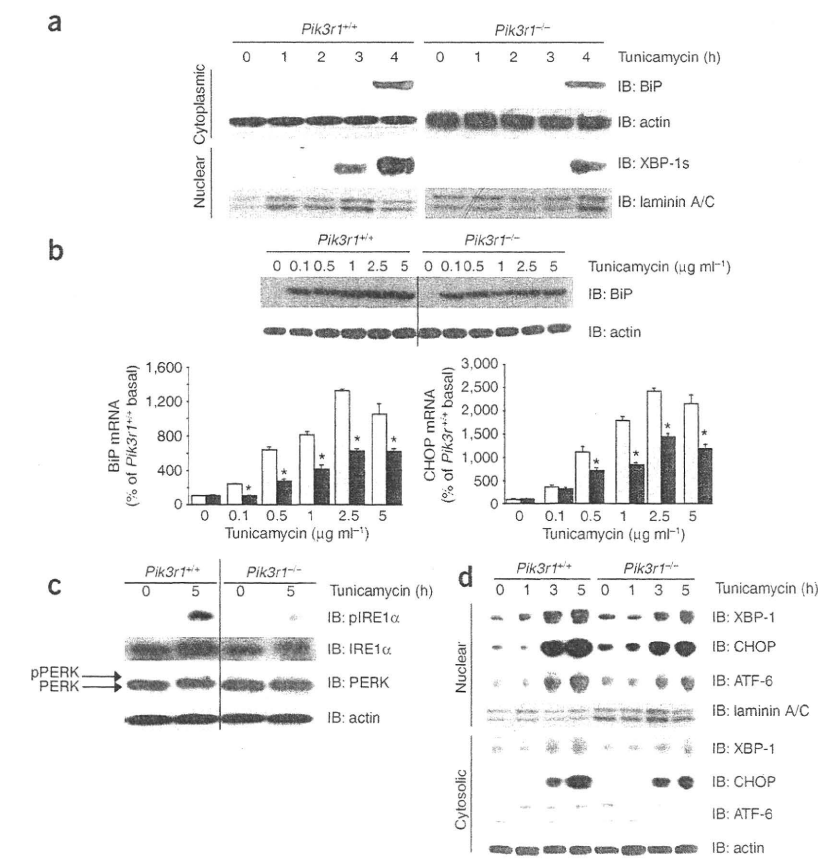 a
Pik3r1+/+ Pik3r1–/–
0 1 2 3 4 0 1 2 3 4 Tunicamycin (h)
Cytoplasmic
IB: BiP
IB: actin
Nuclear
IB: XBP-1s
IB: laminin A/C
b
Pik3r1+/+ Pik3r1–/–
0 0.1 0.5 1 2.5 5 0 0.1 0.5 1 2.5 5 Tunicamycin (μg ml–1)
IB: BiP
IB: actin
BiP mRNA
(% of Pik3r1+/+ basal)
1,600
1,200
800
400
0
* * * * *
0 0.1 0.5 1 2.5 5
Tunicamycin (μg ml–1)
CHOP mRNA
(% of Pik3r+/+ basal)
3,000
2,500
2,000
1,500
1,000
500
0
* * * *
0 0.1 0.5 1 2.5 5
Tunicamycin (μg ml–1)
c
Pik3r1+/+ Pik3r1–/–
0 5 0 5 Tunicamycin (h)
IB: pIRE1α
IB: IRE1α
pPERK
PERK
IB: PERK
IB: actin
d
Pik3r1+/+ Pik3r1–/–
0 1 3 5 0 1 3 5 Tunicamycin (h)
Nuclear
IB: XBP-1
IB: CHOP
IB: ATF-6
IB: laminin A/C
Cytosolic
IB: XBP-1
IB: CHOP
IB: ATF-6
IB: actin